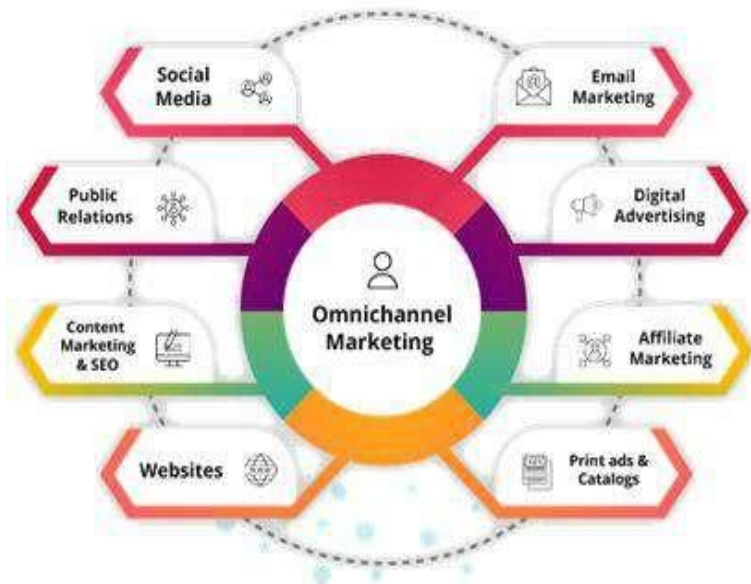 Social
Media
Email
Marketing
Public
Relations
Digital
Advertising
Omnichannel
Marketing
Content
Marketing
& SEO
Affiliate
Marketing
Websites
Print ads &
Catalogs